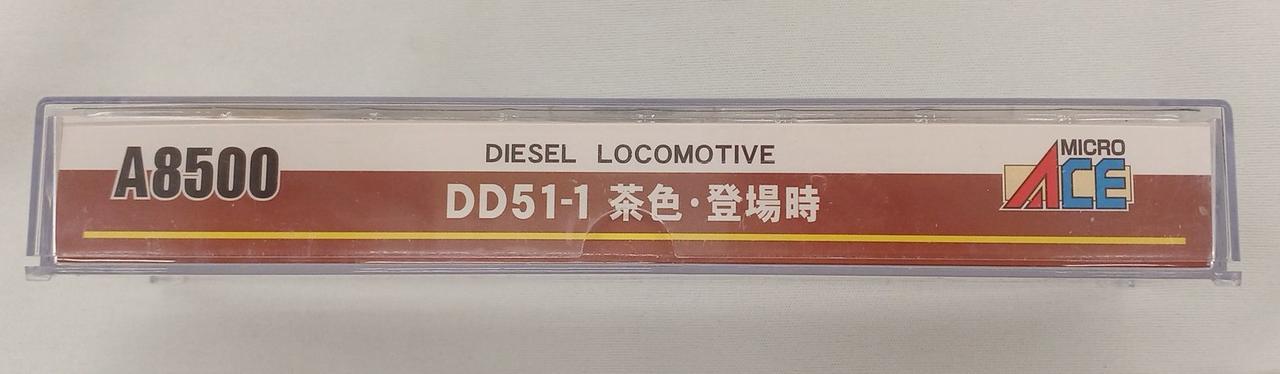 A8500
DIESEL LOCOMOTIVE
DD51-1 茶色・登場時
MICRO
ACE